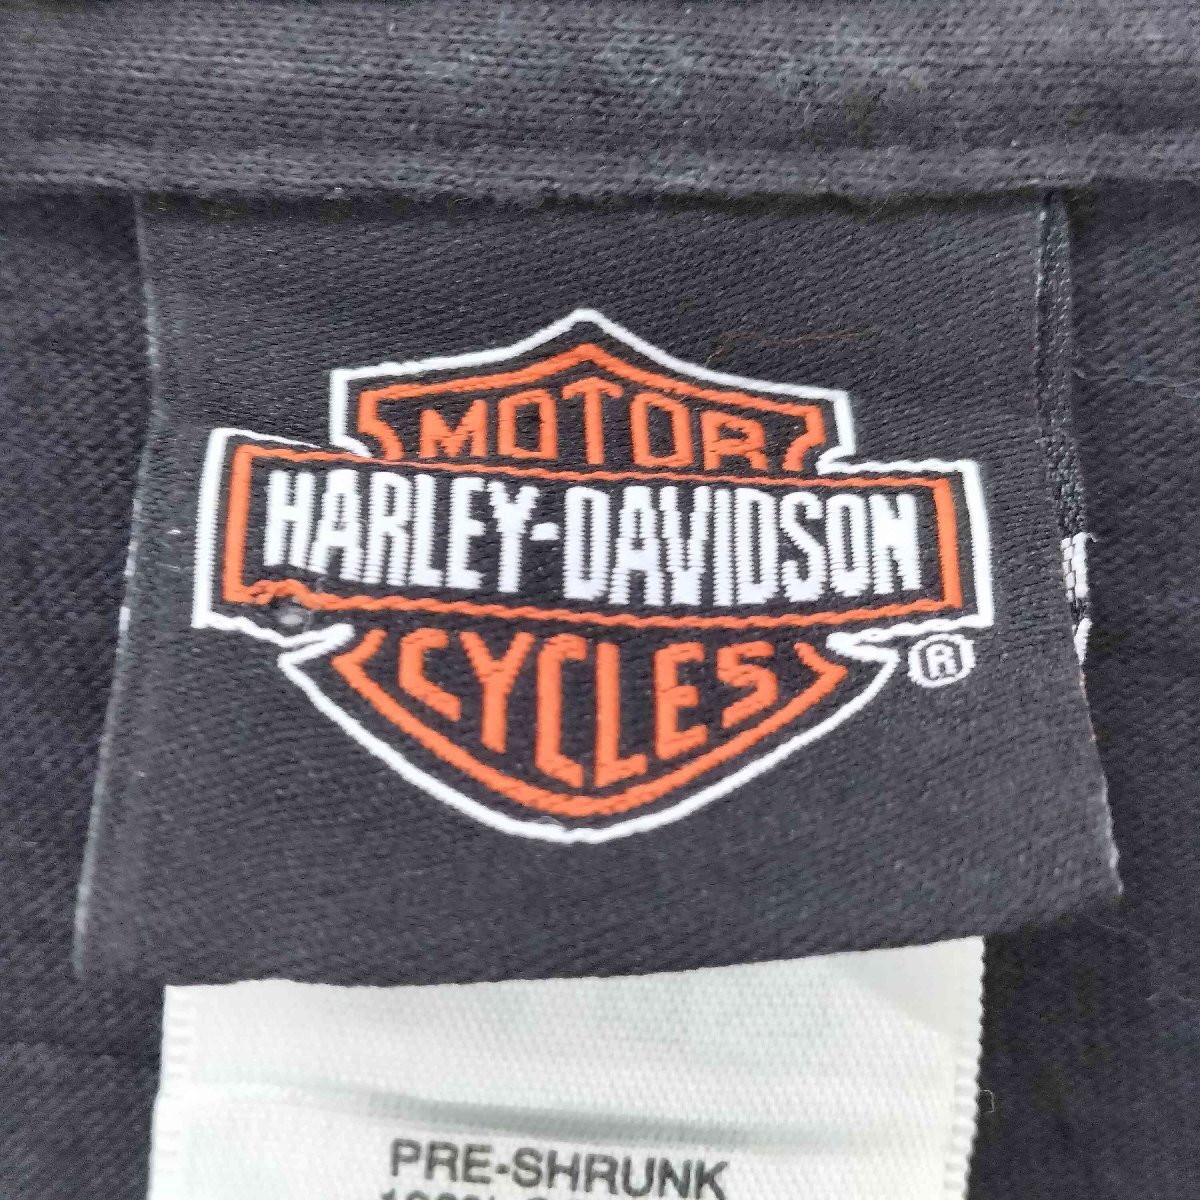 MOTOR
HARLEY-DAVIDSON
CYCLES
®
PRE-SHRUNK